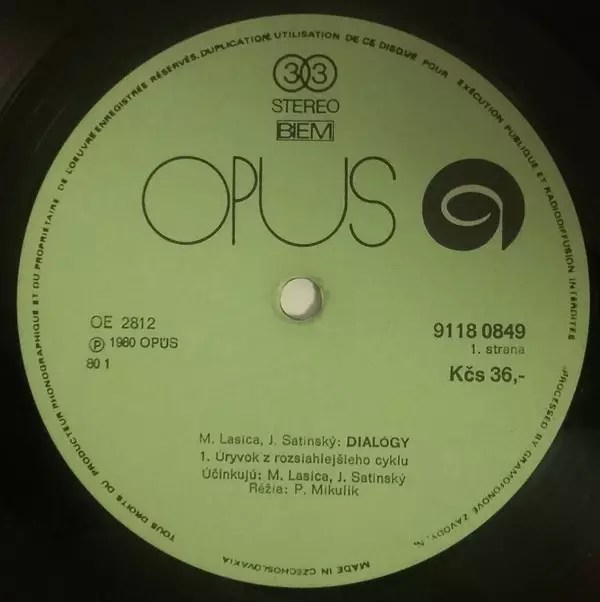 TOUS DROITS DU PRODUCTEUR PHONOGRAPHIQUE ET DU PROPRIÉTAIRE DE L'OEUVRE ENREGISTRÉE RÉSERVÉS. DUPLICATION, UTILISATION DE CE DISQUE POUR EXÉCUTION PUBLIQUE ET RADIODIFFUSION INTERDITES
33
STEREO
BIEM
OPUS
OE 2812
Ⓟ 1980 OPUS
80 1
9118 0849
1. strana
Kčs 36,-
M. Lasica, J. Satinský: DIALÓGY
1. Úryvok z rozsiahlejšieho cyklu
Účinkujú: M. Lasica, J. Satinský
Réžia: P. Mikulík
MADE IN CZECHOSLOVAKIA
PROCESSED BY GRAMOFONOVÉ ZÁVODY, N.